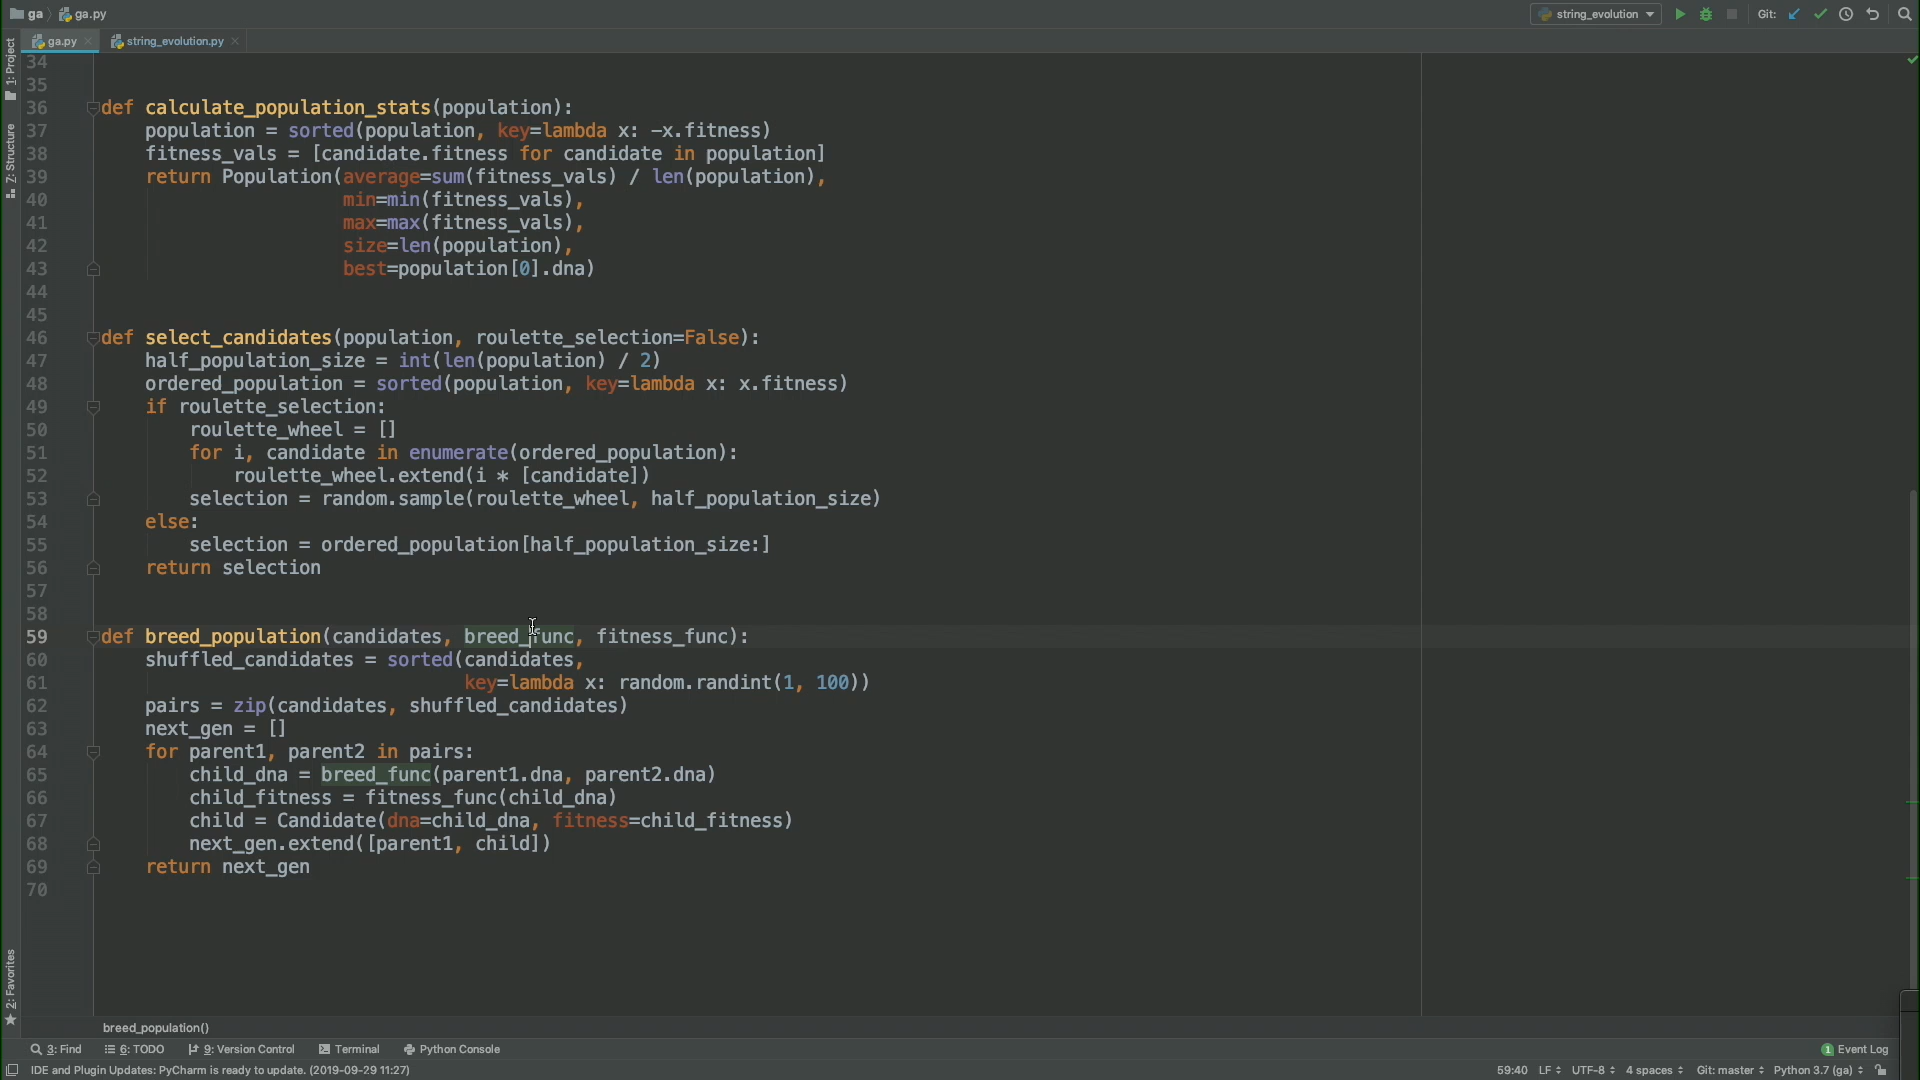 ga
ga.py
string_evolution
Git:
ga.py
string_evolution.py
1: Project
7: Structure
2: Favorites
34
35
36 def calculate_population_stats(population):
37 population = sorted(population, key=lambda x: -x.fitness)
38 fitness_vals = [candidate.fitness for candidate in population]
39 return Population(average=sum(fitness_vals) / len(population),
40 min=min(fitness_vals),
41 max=max(fitness_vals),
42 size=len(population),
43 best=population[0].dna)
44
45
46 def select_candidates(population, roulette_selection=False):
47 half_population_size = int(len(population) / 2)
48 ordered_population = sorted(population, key=lambda x: x.fitness)
49 if roulette_selection:
50 roulette_wheel = []
51 for i, candidate in enumerate(ordered_population):
52 roulette_wheel.extend(i * [candidate])
53 selection = random.sample(roulette_wheel, half_population_size)
54 else:
55 selection = ordered_population[half_population_size:]
56 return selection
57
58
59 def breed_population(candidates, breed_func, fitness_func):
60 shuffled_candidates = sorted(candidates,
61 key=lambda x: random.randint(1, 100))
62 pairs = zip(candidates, shuffled_candidates)
63 next_gen = []
64 for parent1, parent2 in pairs:
65 child_dna = breed_func(parent1.dna, parent2.dna)
66 child_fitness = fitness_func(child_dna)
67 child = Candidate(dna=child_dna, fitness=child_fitness)
68 next_gen.extend([parent1, child])
69 return next_gen
70
breed_population()
3: Find
6: TODO
9: Version Control
Terminal
Python Console
1 Event Log
IDE and Plugin Updates: PyCharm is ready to update. (2019-09-29 11:27)
59:40
LF
UTF-8
4 spaces
Git: master
Python 3.7 (ga)